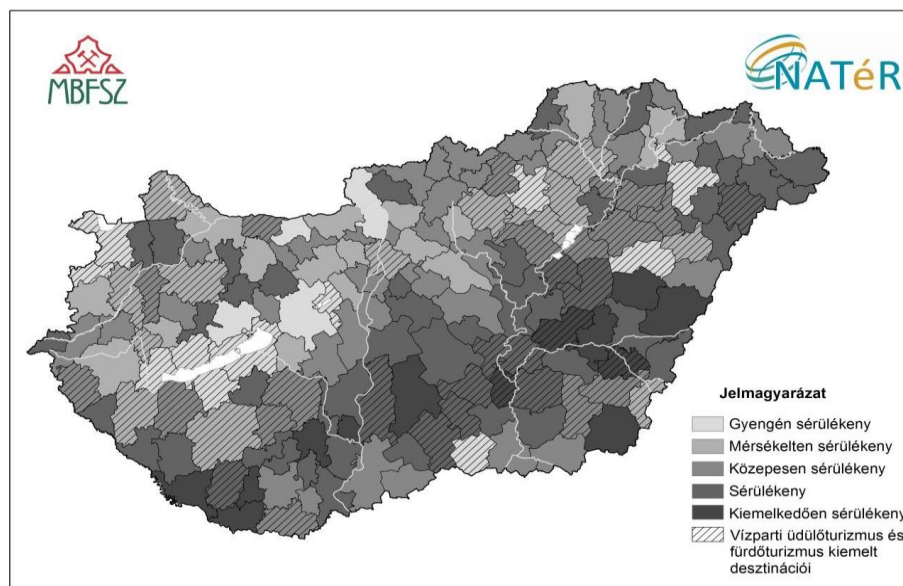 MBFSZ
NATéR
Jelmagyarázat
Gyengén sérülékeny
Mérsékelten sérülékeny
Közepesen sérülékeny
Sérülékeny
Kiemelkedően sérülékeny
Vízparti üdülőturizmus és
fürdőturizmus kiemelt
desztinációi